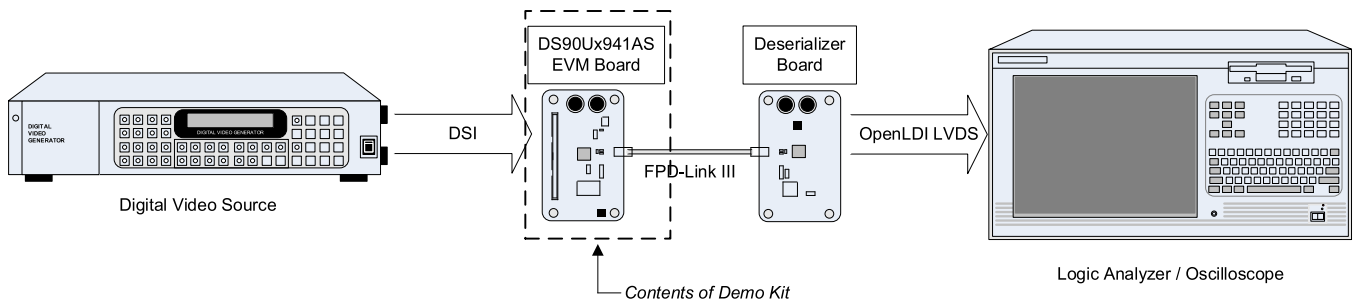 DIGITAL
VIDEO
GENERATOR
DIGITAL VIDEO GENERATOR
Digital Video Source
DSI
DS90Ux941AS
EVM Board
FPD-Link III
Deserializer
Board
OpenLDI LVDS
Logic Analyzer / Oscilloscope
Contents of Demo Kit